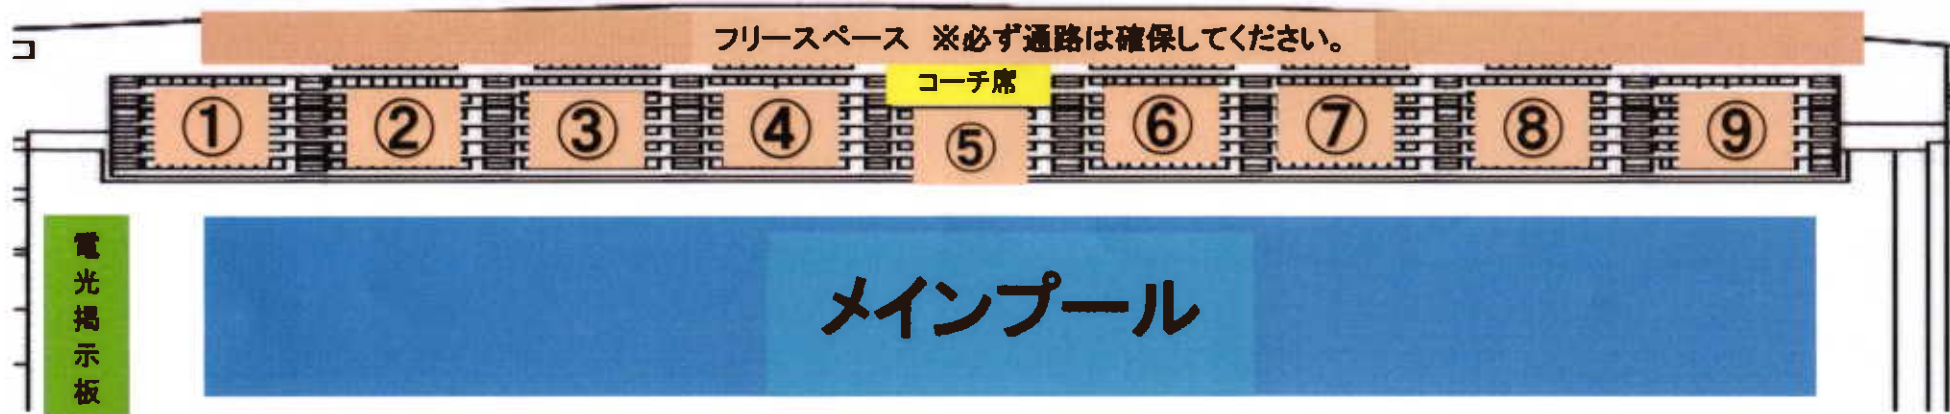 フリースペース ※必ず通路は確保してください。
コ
コーチ席
① ② ③ ④ ⑤ ⑥ ⑦ ⑧ ⑨
電光掲示板
メインプール